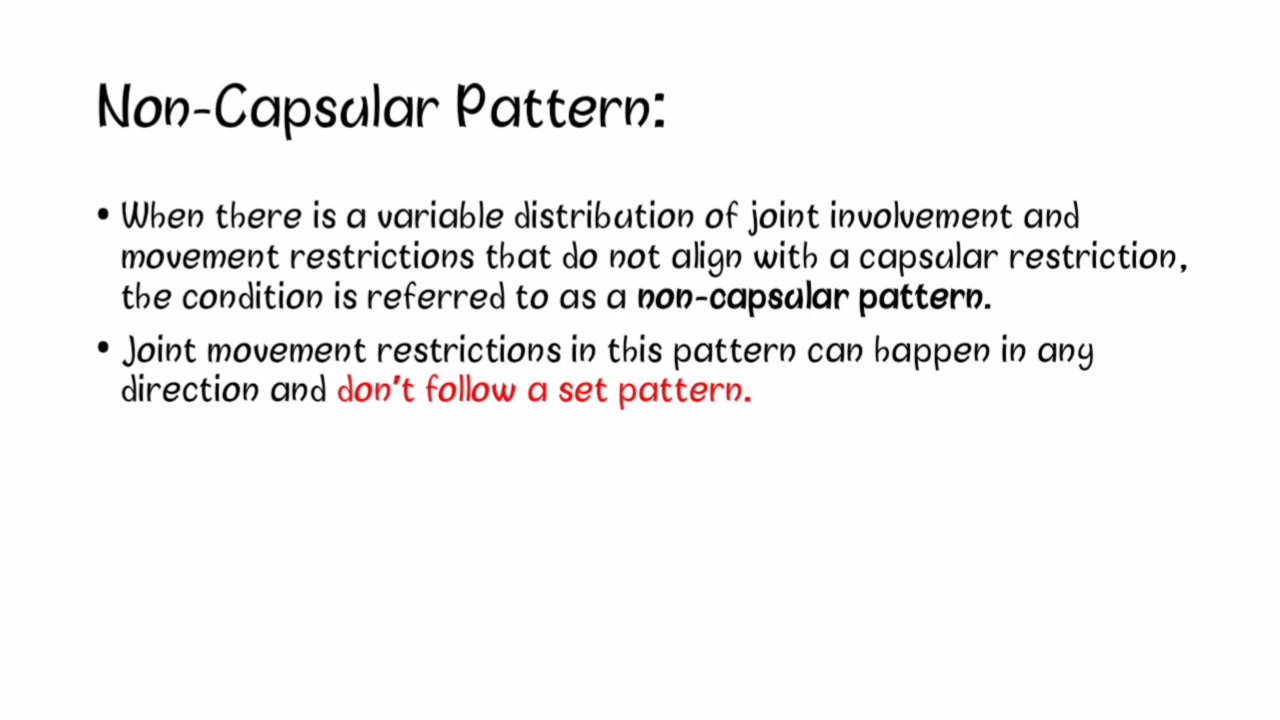 Non-Capsular Pattern:
• When there is a variable distribution of joint involvement and
movement restrictions that do not align with a capsular restriction,
the condition is referred to as a non-capsular pattern.
• Joint movement restrictions in this pattern can happen in any
direction and don't follow a set pattern.